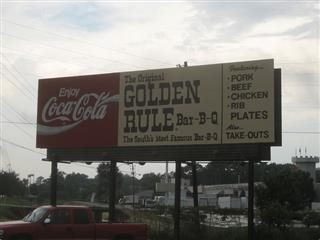 Enjoy
Coca-Cola
The Original
GOLDEN
RULE Bar-B-Q
The South's Most Famous Bar-B-Q
Featuring...
· PORK
· BEEF
· CHICKEN
· RIB
PLATES
Also...
TAKE-OUTS